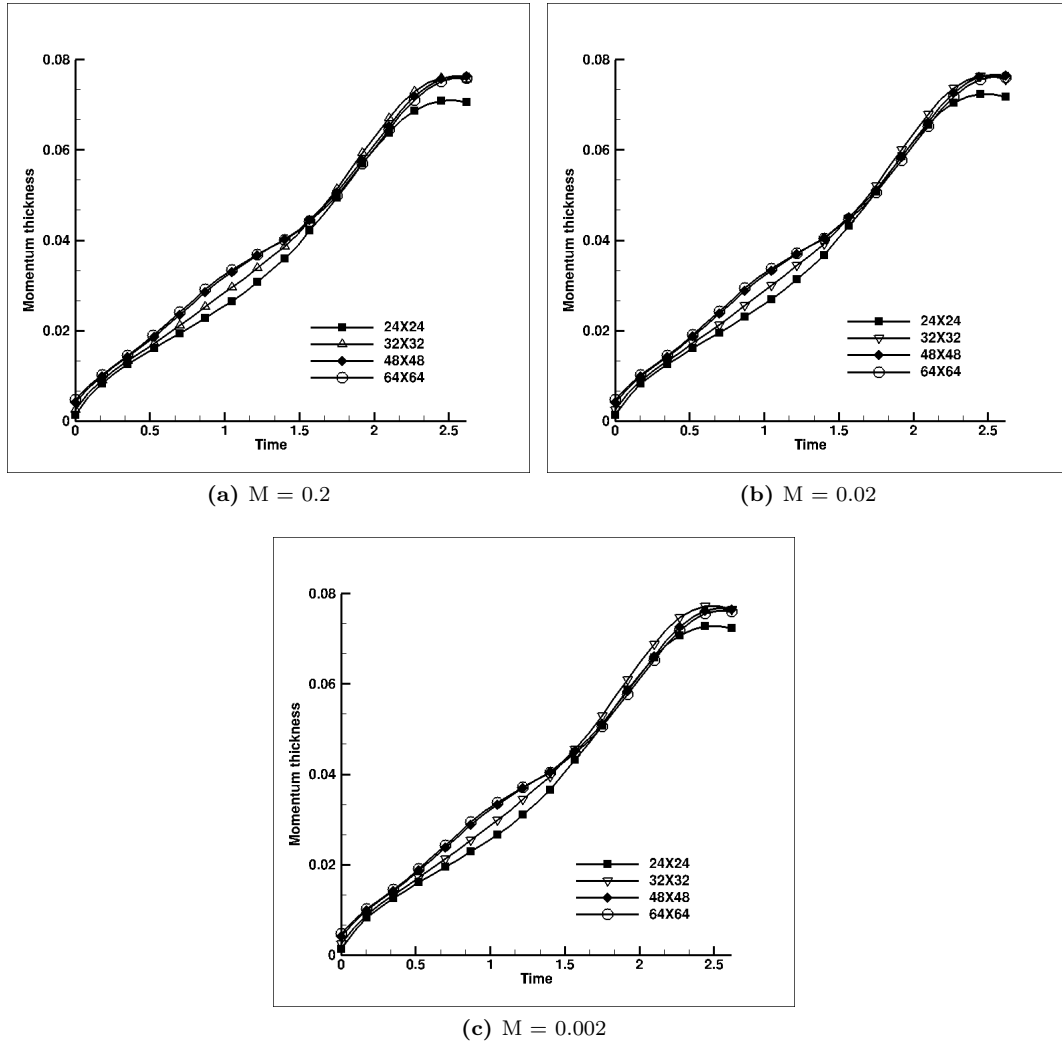 0.08
0.06
0.04
0.02
0
Momentum thickness
24X24
32X32
48X48
64X64
0 0.5 1 1.5 2 2.5
Time
(a) M = 0.2
0.08
0.06
0.04
0.02
0
Momentum thickness
24X24
32X32
48X48
64X64
0 0.5 1 1.5 2 2.5
Time
(b) M = 0.02
0.08
0.06
0.04
0.02
0
Momentum thickness
24X24
32X32
48X48
64X64
0 0.5 1 1.5 2 2.5
Time
(c) M = 0.002